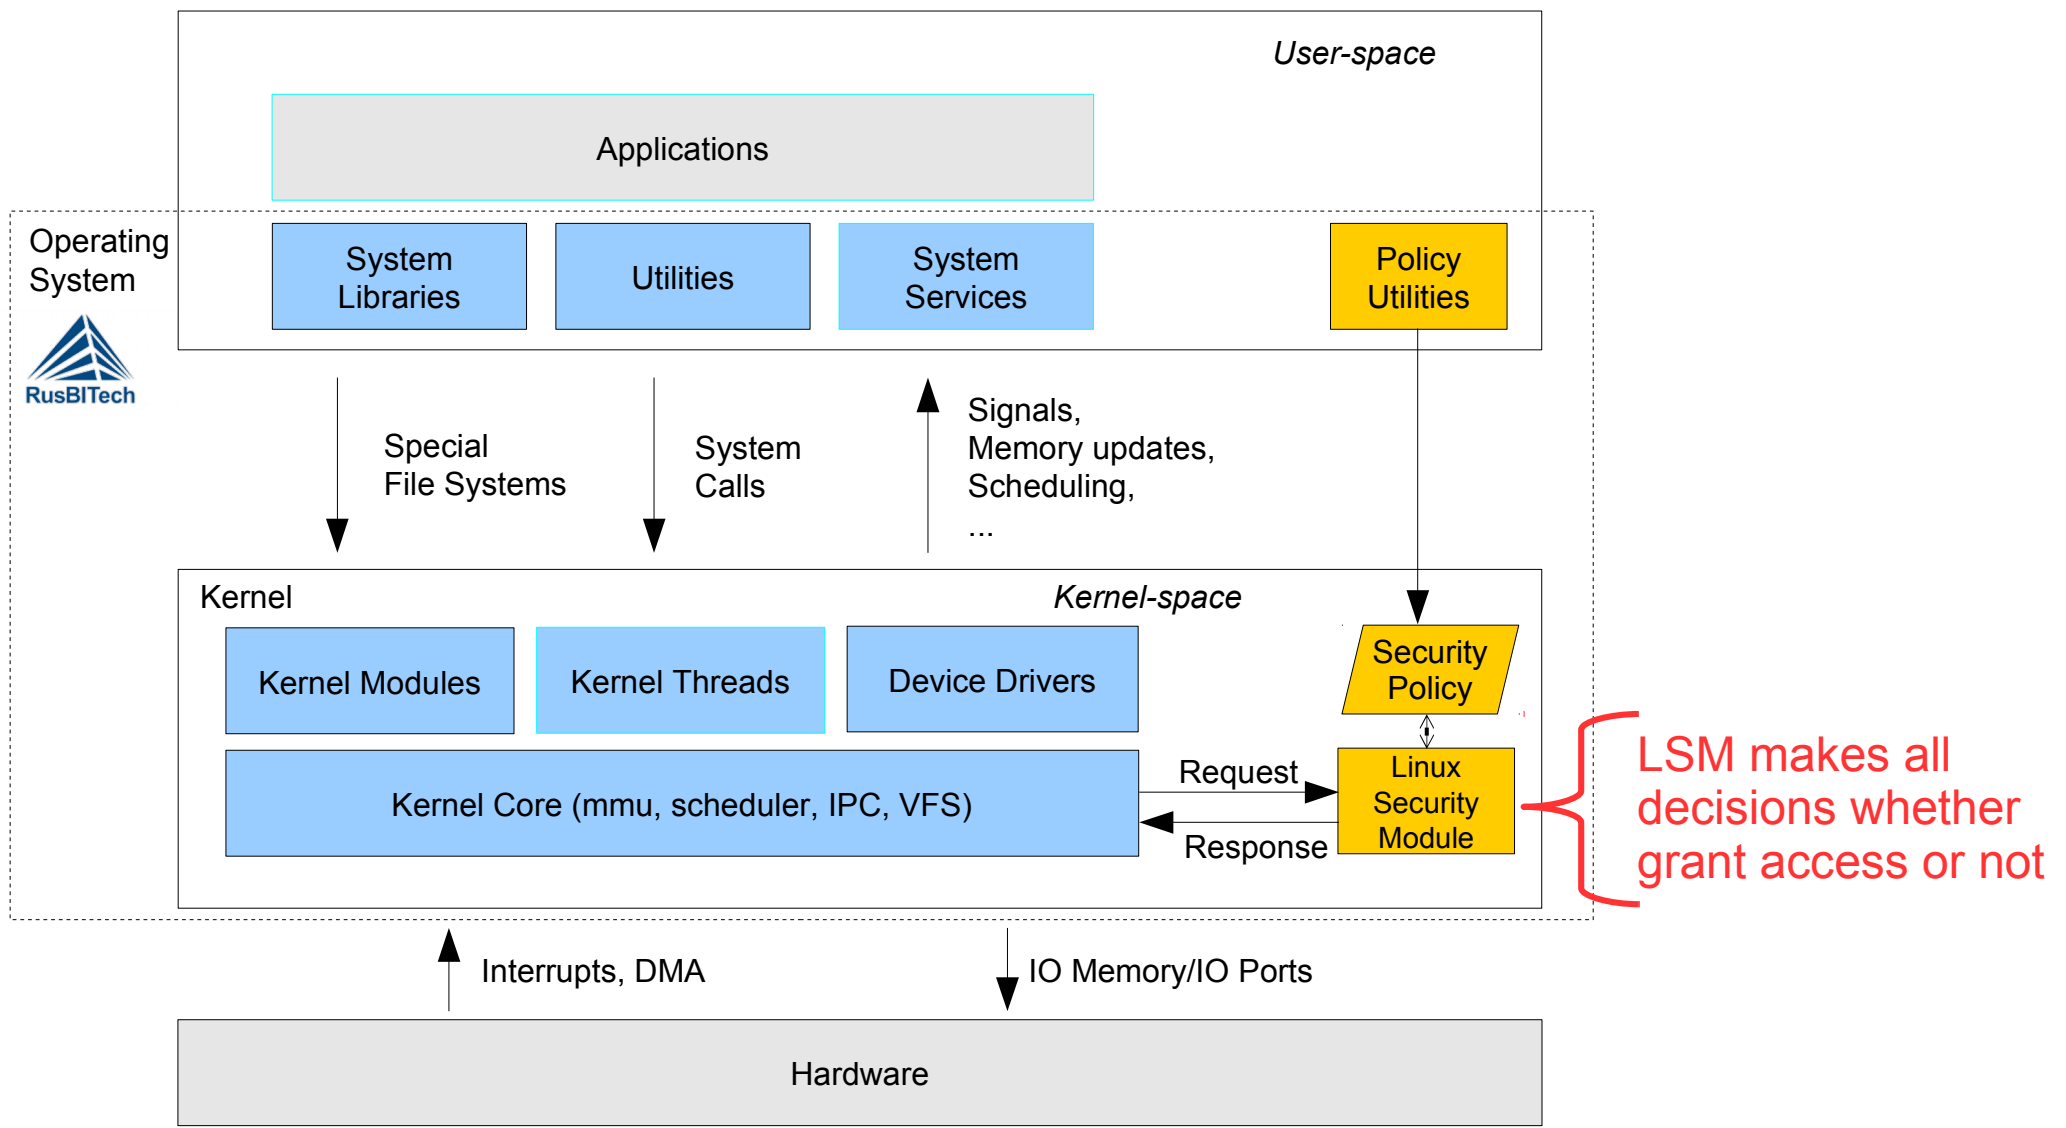 User-space
Applications
Operating
System
RusBITech
System
Libraries
Utilities
System
Services
Policy
Utilities
Special
File Systems
System
Calls
Signals,
Memory updates,
Scheduling,
...
Kernel
Kernel-space
Kernel Modules
Kernel Threads
Device Drivers
Security
Policy
Kernel Core (mmu, scheduler, IPC, VFS)
Request
Response
Linux
Security
Module
LSM makes all
decisions whether
grant access or not
Interrupts, DMA
IO Memory/IO Ports
Hardware